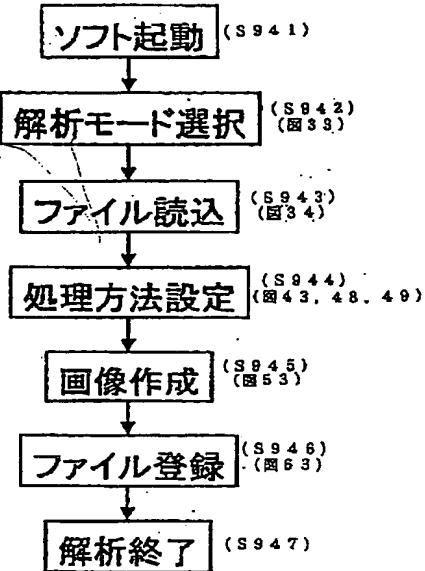 ソフト起動 (S941)
解析モード選択 (S942)
(図33)
ファイル読込 (S943)
(図34)
処理方法設定 (S944)
(図43, 48, 49)
画像作成 (S945)
(図53)
ファイル登録 (S946)
(図63)
解析終了 (S947)